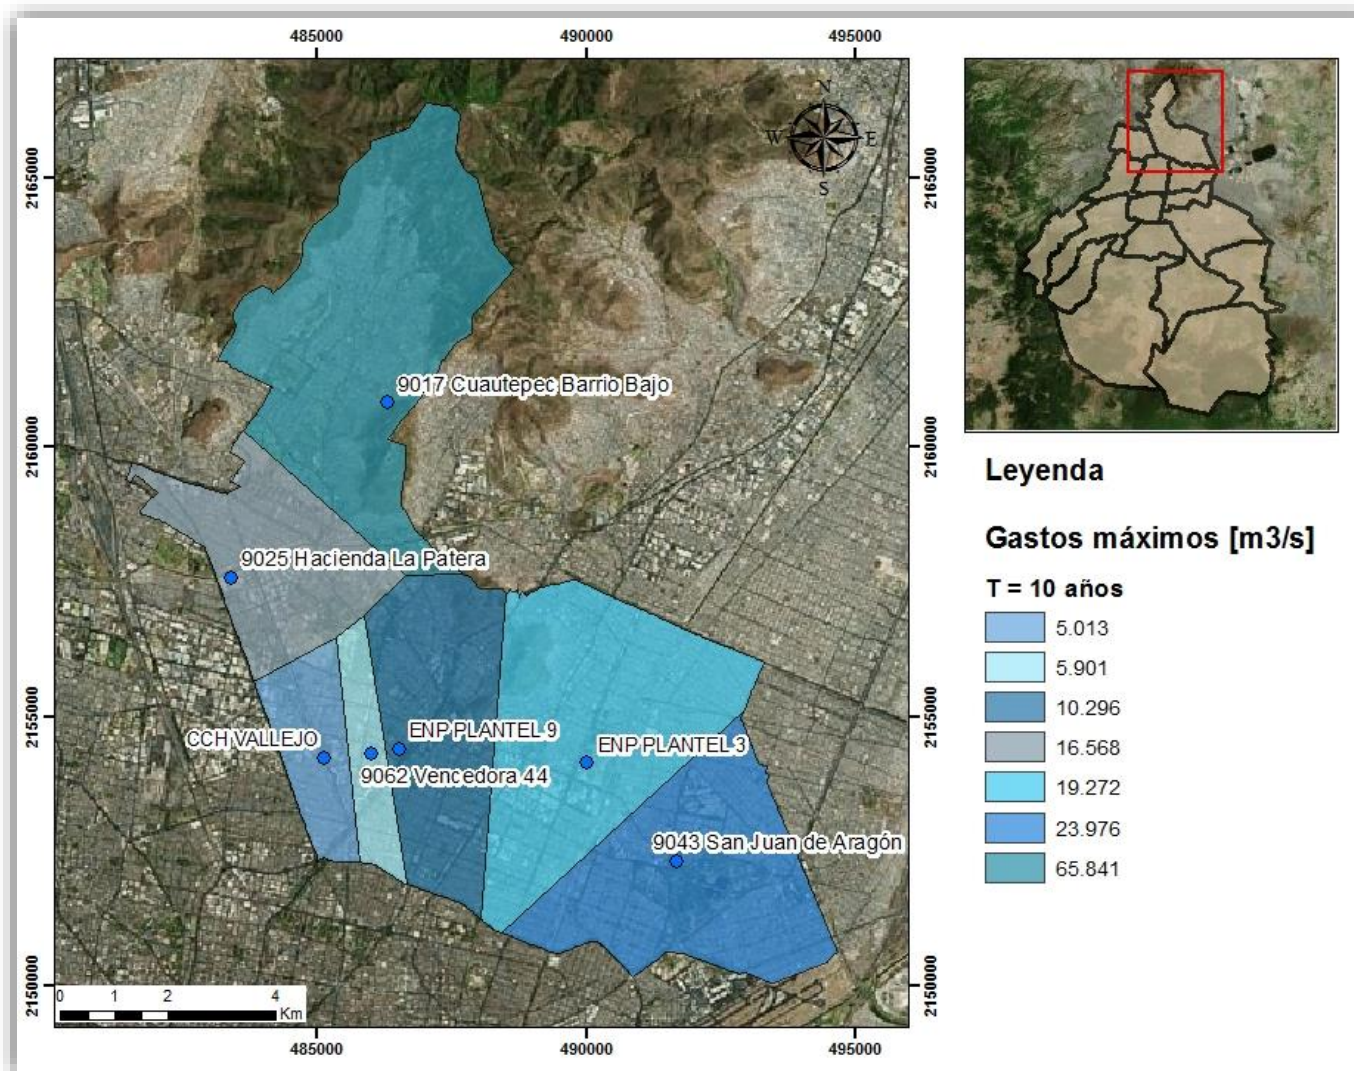 485000
490000
495000
N
W
E
S
2165000
2165000
9017 Cuautepec Barrio Bajo
2160000
2160000
Leyenda
Gastos máximos [m3/s]
T = 10 años
5.013
5.901
10.296
16.568
19.272
23.976
65.841
9025 Hacienda La Patera
2155000
2155000
CCH VALLEJO
ENP PLANTEL 9
ENP PLANTEL 3
9062 Vencedora 44
9043 San Juan de Aragón
2150000
2150000
0 1 2 4
Km
485000
490000
495000